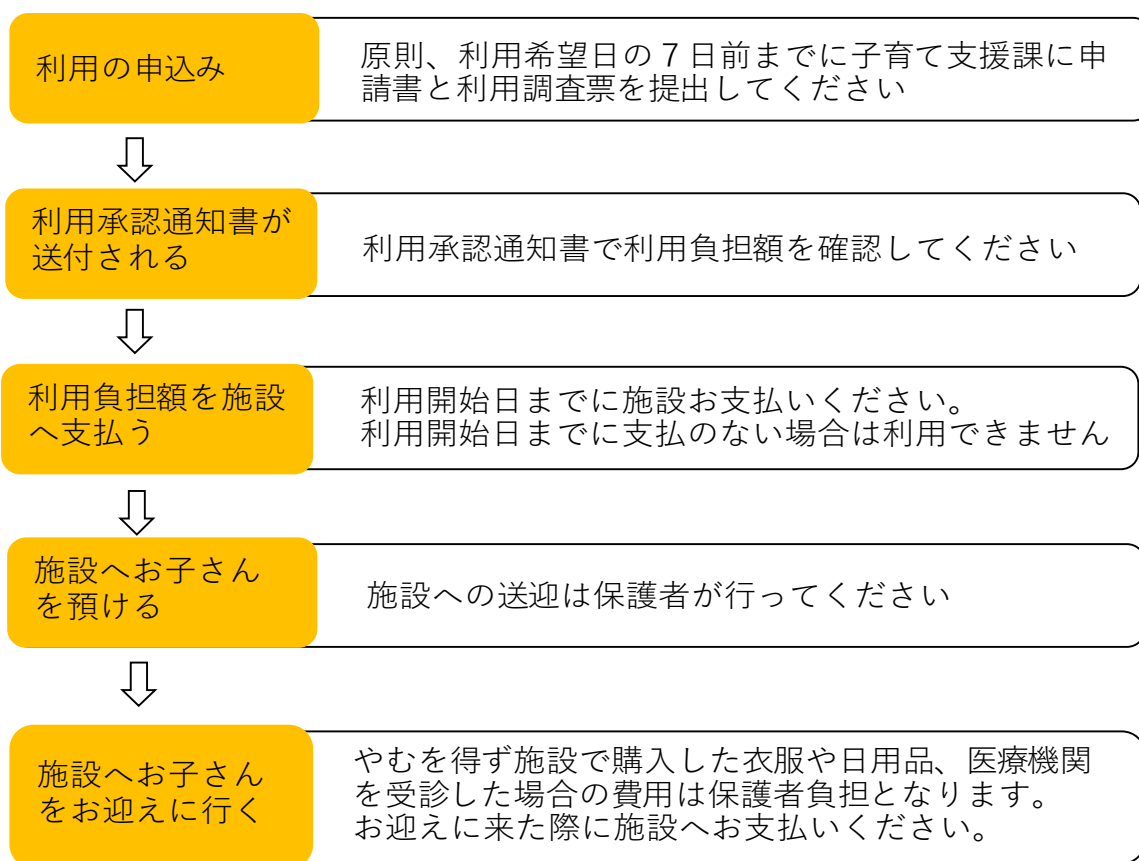 利用の申込み
原則、利用希望日の７日前までに子育て支援課に申
請書と利用調査票を提出してください
利用承認通知書が
送付される
利用承認通知書で利用負担額を確認してください
利用負担額を施設
へ支払う
利用開始日までに施設お支払いください。
利用開始日までに支払のない場合は利用できません
施設へお子さん
を預ける
施設への送迎は保護者が行ってください
施設へお子さん
をお迎えに行く
やむを得ず施設で購入した衣服や日用品、医療機関
を受診した場合の費用は保護者負担となります。
お迎えに来た際に施設へお支払いください。